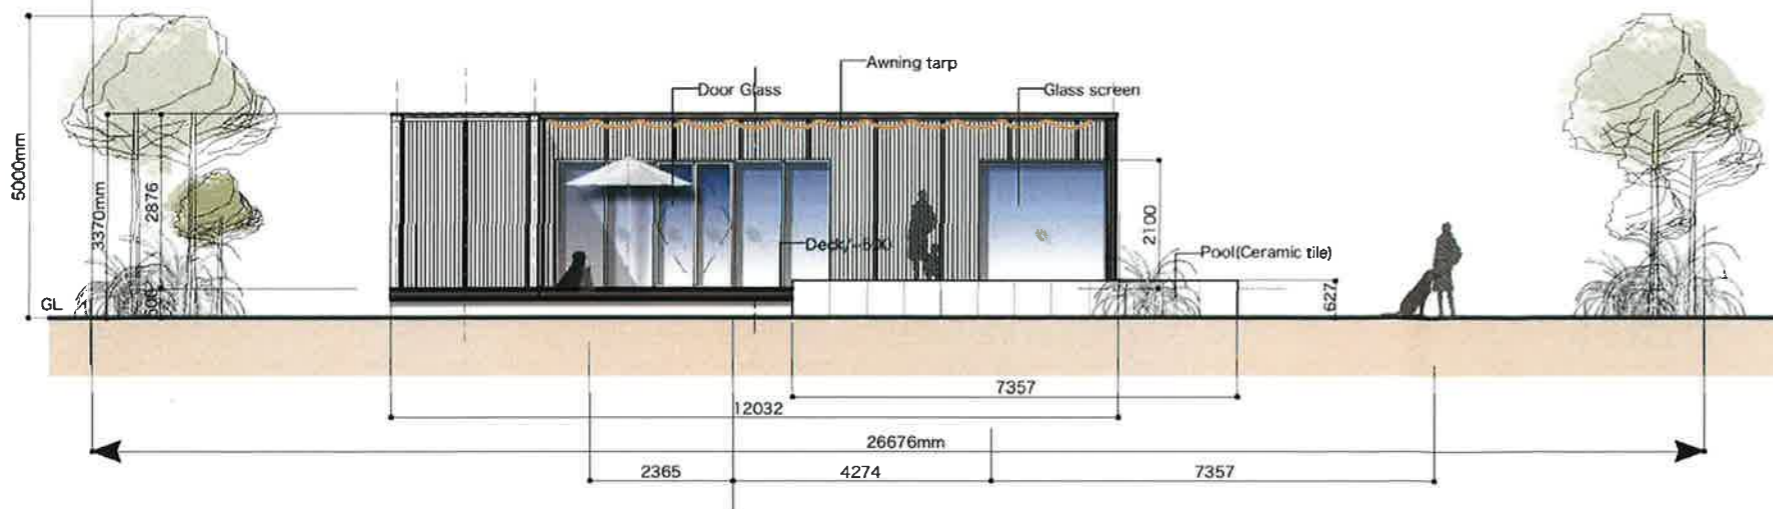 Awning tarp
Door Glass
Glass screen
5000mm
3370mm
2876
2100
Deck/
Pool(Ceramic tile)
GL
627
7357
12032
26676mm
2365
4274
7357